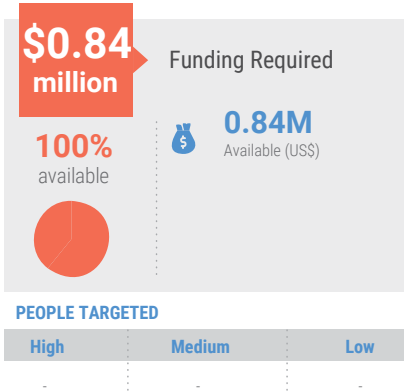 $0.84
million
Funding Required
100%
available
$
0.84M
Available (US$)
PEOPLE TARGETED
High Medium Low
- - -